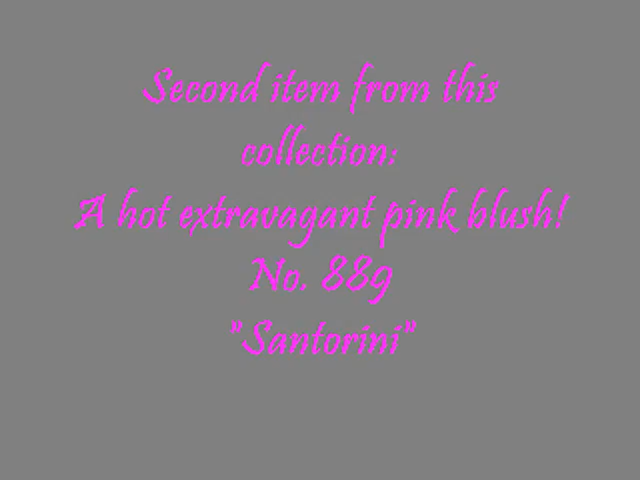 Second item from this
collection:
A hot extravagant pink blush!
No. 889
"Santorini"